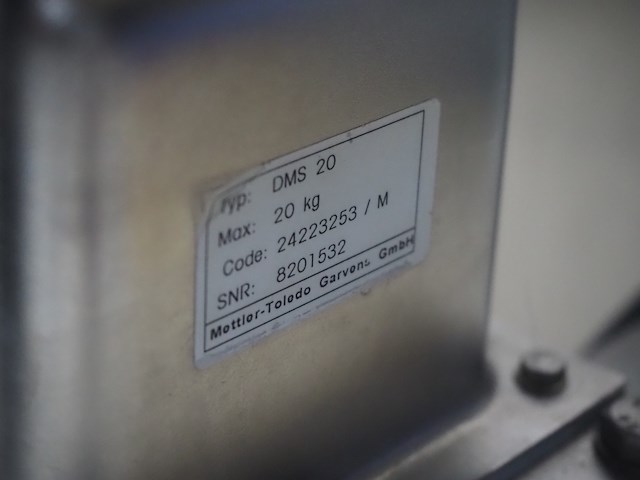 Typ: DMS 20
Max: 20 kg
Code: 24223253 / M
SNR: 8201532
Mettler-Toledo Garvens GmbH